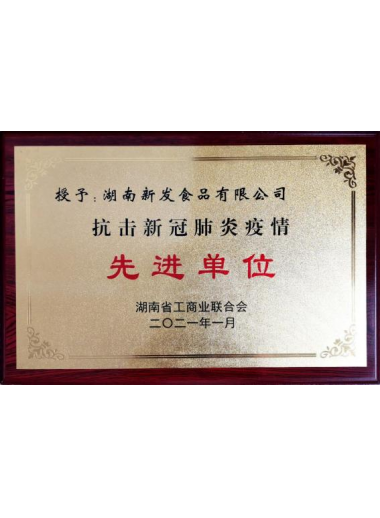 授予：湖南新发食品有限公司
抗击新冠肺炎疫情
先进单位
湖南省工商业联合会
二〇二一年一月